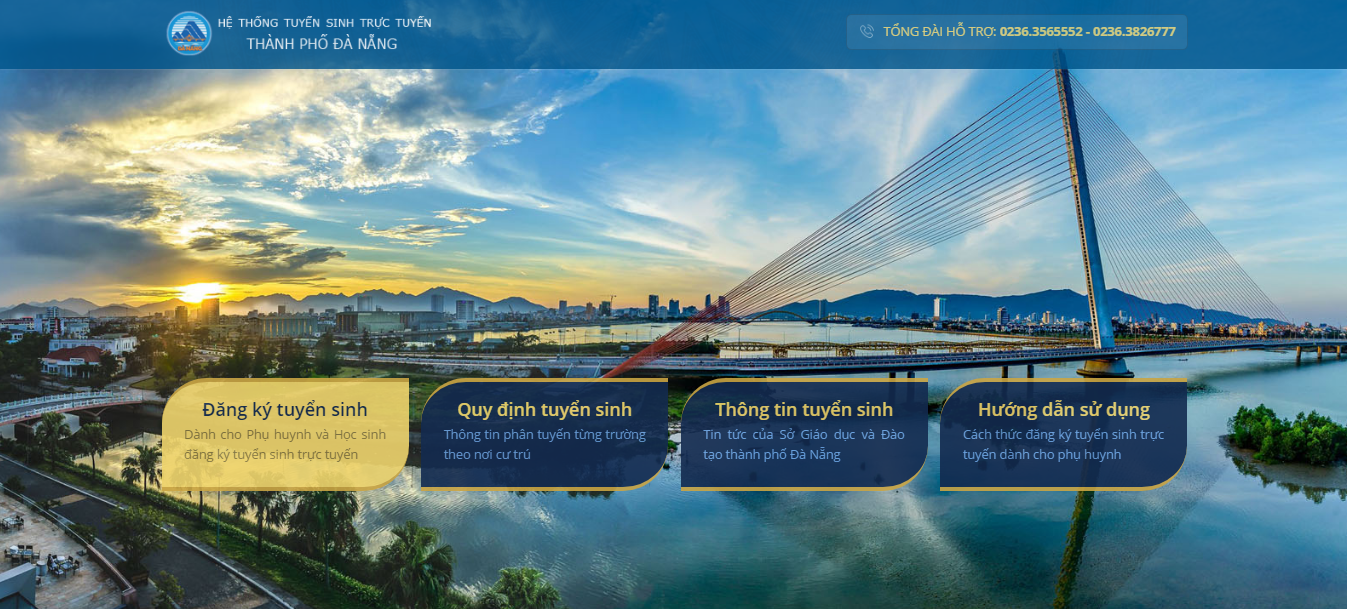 HỆ THỐNG TUYỂN SINH TRỰC TUYẾN
THÀNH PHỐ ĐÀ NẴNG
TỔNG ĐÀI HỖ TRỢ: 0236.3565552 - 0236.3826777
Đăng ký tuyển sinh
Dành cho Phụ huynh và Học sinh
đăng ký tuyển sinh trực tuyến
Quy định tuyển sinh
Thông tin phân tuyến từng trường
theo nơi cư trú
Thông tin tuyển sinh
Tin tức của Sở Giáo dục và Đào
tạo thành phố Đà Nẵng
Hướng dẫn sử dụng
Cách thức đăng ký tuyển sinh trực
tuyến dành cho phụ huynh